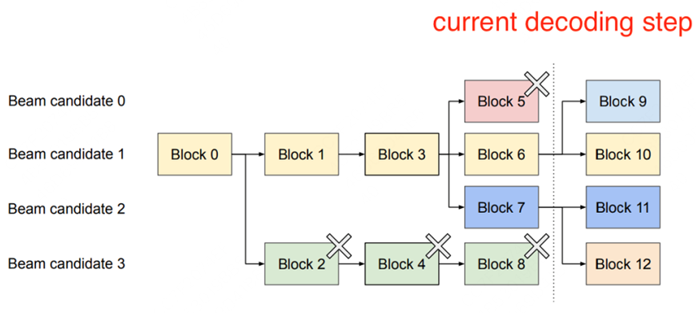 current decoding step
Beam candidate 0
Block 5
Block 9
Beam candidate 1
Block 0
Block 1
Block 3
Block 6
Block 10
Beam candidate 2
Block 7
Block 11
Beam candidate 3
Block 2
Block 4
Block 8
Block 12